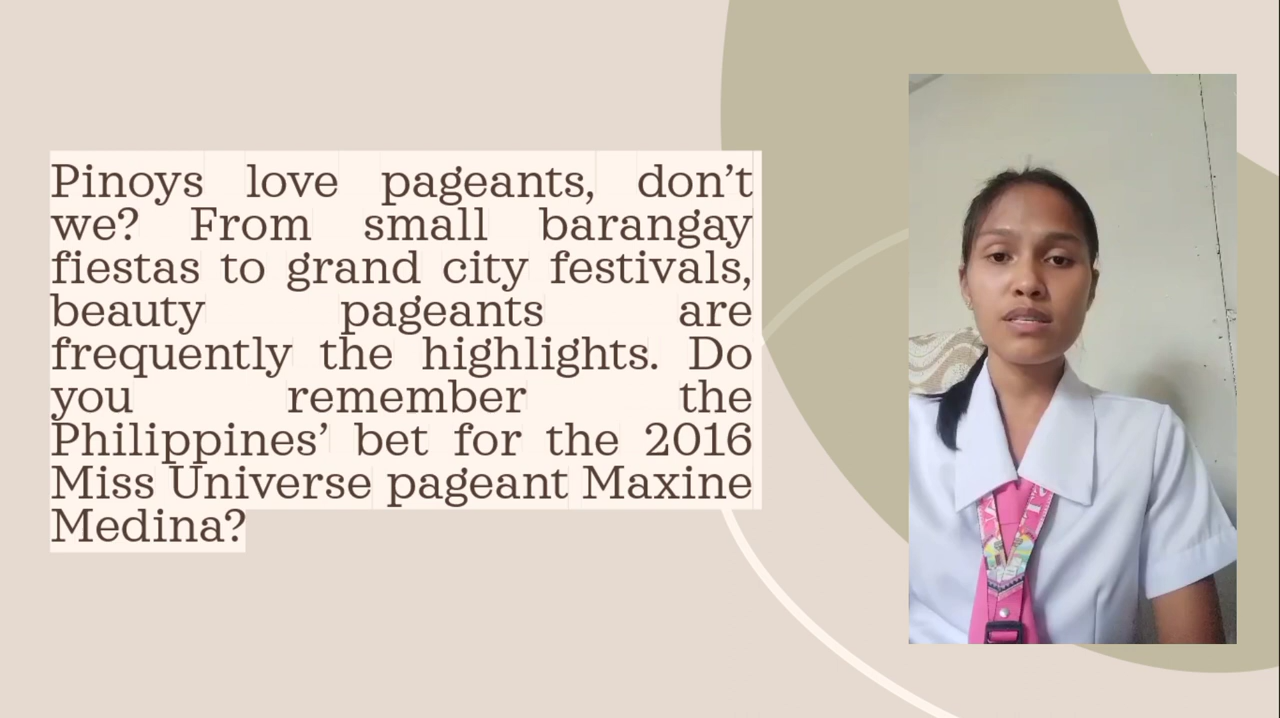 Pinoys love pageants, don’t
we? From small barangay
fiestas to grand city festivals,
beauty pageants are
frequently the highlights. Do
you remember the
Philippines’ bet for the 2016
Miss Universe pageant Maxine
Medina?